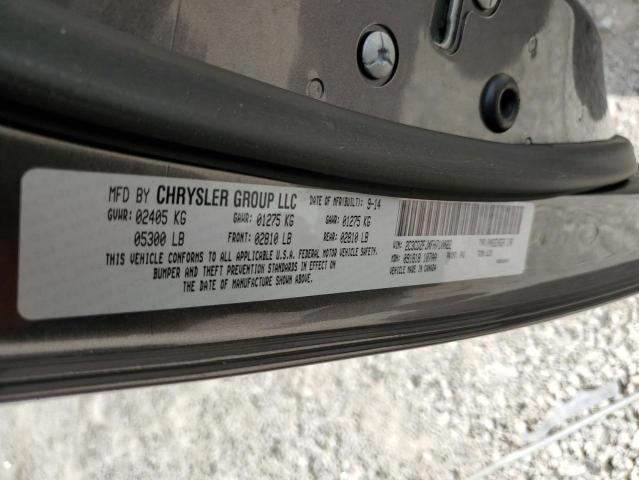 MFD BY CHRYSLER GROUP LLC DATE OF MFR(BUILT): 9-14
GVWR: 02405 KG GAWR: 01275 KG GAWR: 01275 KG
05300 LB FRONT: 02810 LB REAR: 02810 LB
THIS VEHICLE CONFORMS TO ALL APPLICABLE U.S.A. FEDERAL MOTOR VEHICLE SAFETY,
BUMPER AND THEFT PREVENTION STANDARDS IN EFFECT ON
THE DATE OF MANUFACTURE SHOWN ABOVE.
VIN:
MDH: MADE IN CANADA